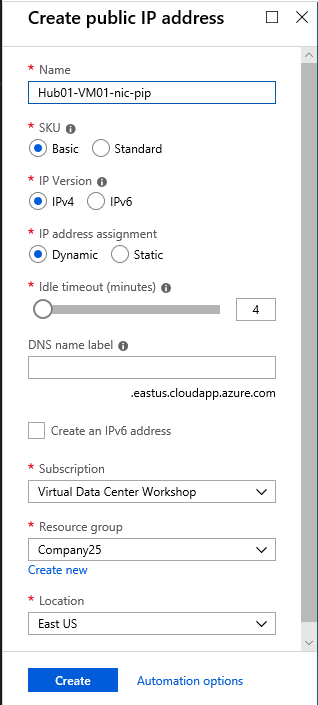 Create public IP address
* Name
Hub01-VM01-nic-pip
* SKU
Basic Standard
* IP Version
IPv4 IPv6
* IP address assignment
Dynamic Static
* Idle timeout (minutes)
4
DNS name label
.eastus.cloudapp.azure.com
Create an IPv6 address
* Subscription
Virtual Data Center Workshop
* Resource group
Company25
Create new
* Location
East US
Create Automation options